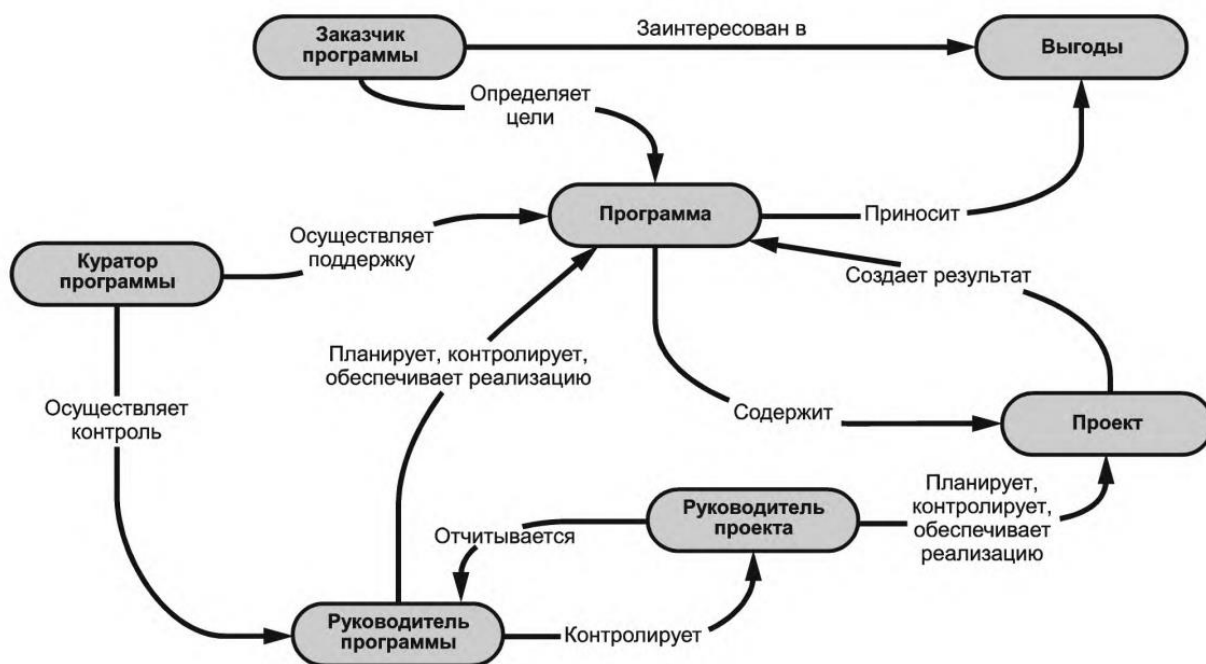 Заказчик
программы
Заинтересован в
Выгоды
Определяет
цели
Программа
Приносит
Осуществляет
поддержку
Куратор
программы
Создает результат
Планирует, контролирует,
обеспечивает реализацию
Осуществляет
контроль
Содержит
Проект
Планирует,
контролирует,
обеспечивает
реализацию
Руководитель
проекта
Отчитывается
Руководитель
программы
Контролирует